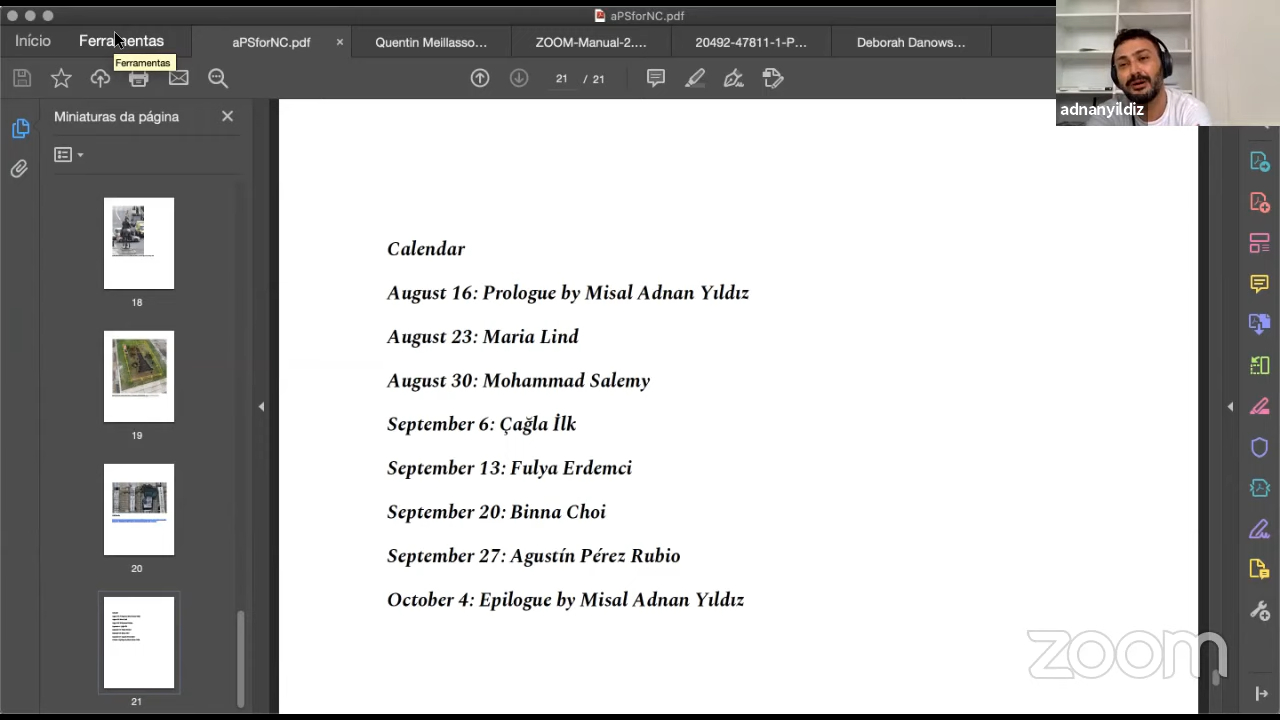 aPSforNC.pdf
Início
Ferramentas
aPSforNC.pdf
Quentin Meillasso...
ZOOM-Manual-2....
20492-47811-1-P...
Deborah Danows...
Ferramentas
21 / 21
adnanyildiz
Miniaturas da página
18
19
20
21
Calendar
August 16: Prologue by Misal Adnan Yıldız
August 23: Maria Lind
August 30: Mohammad Salemy
September 6: Çağla İlk
September 13: Fulya Erdemci
September 20: Binna Choi
September 27: Agustín Pérez Rubio
October 4: Epilogue by Misal Adnan Yıldız
zoom